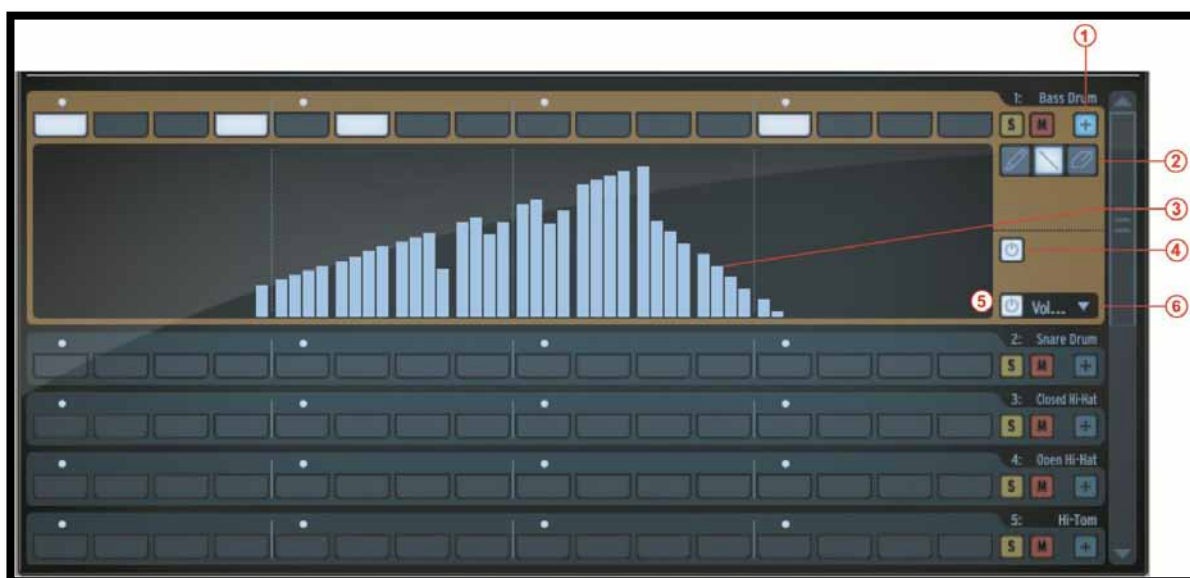 1
1: Bass Drum
S M +
2
3
4
5 Vol... 6
2: Snare Drum
S M +
3: Closed Hi-Hat
S M +
4: Open Hi-Hat
S M +
5: Hi-Tom
S M +